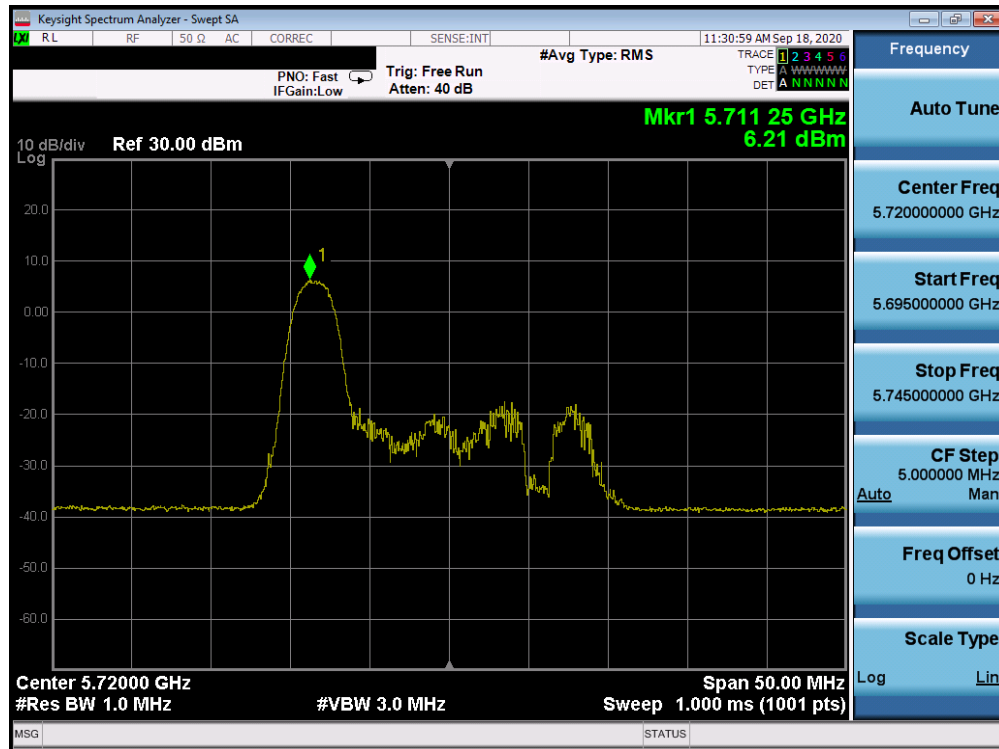 Keysight Spectrum Analyzer - Swept SA
LXI RL RF 50 Ω AC CORREC SENSE:INT 11:30:59 AM Sep 18, 2020
#Avg Type: RMS
TRACE 1 2 3 4 5 6
PNO: Fast Trig: Free Run
TYPE A WWWWW
IFGain:Low Atten: 40 dB
DET A N N N N N
Mkr1 5.711 25 GHz
6.21 dBm
10 dB/div Ref 30.00 dBm
Log
1
20.0
10.0
0.00
-10.0
-20.0
-30.0
-40.0
-50.0
-60.0
Center 5.72000 GHz Span 50.00 MHz
#Res BW 1.0 MHz #VBW 3.0 MHz Sweep 1.000 ms (1001 pts)
MSG STATUS
Frequency
Auto Tune
Center Freq
5.720000000 GHz
Start Freq
5.695000000 GHz
Stop Freq
5.745000000 GHz
CF Step
5.000000 MHz
Auto Man
Freq Offset
0 Hz
Scale Type
Log Lin